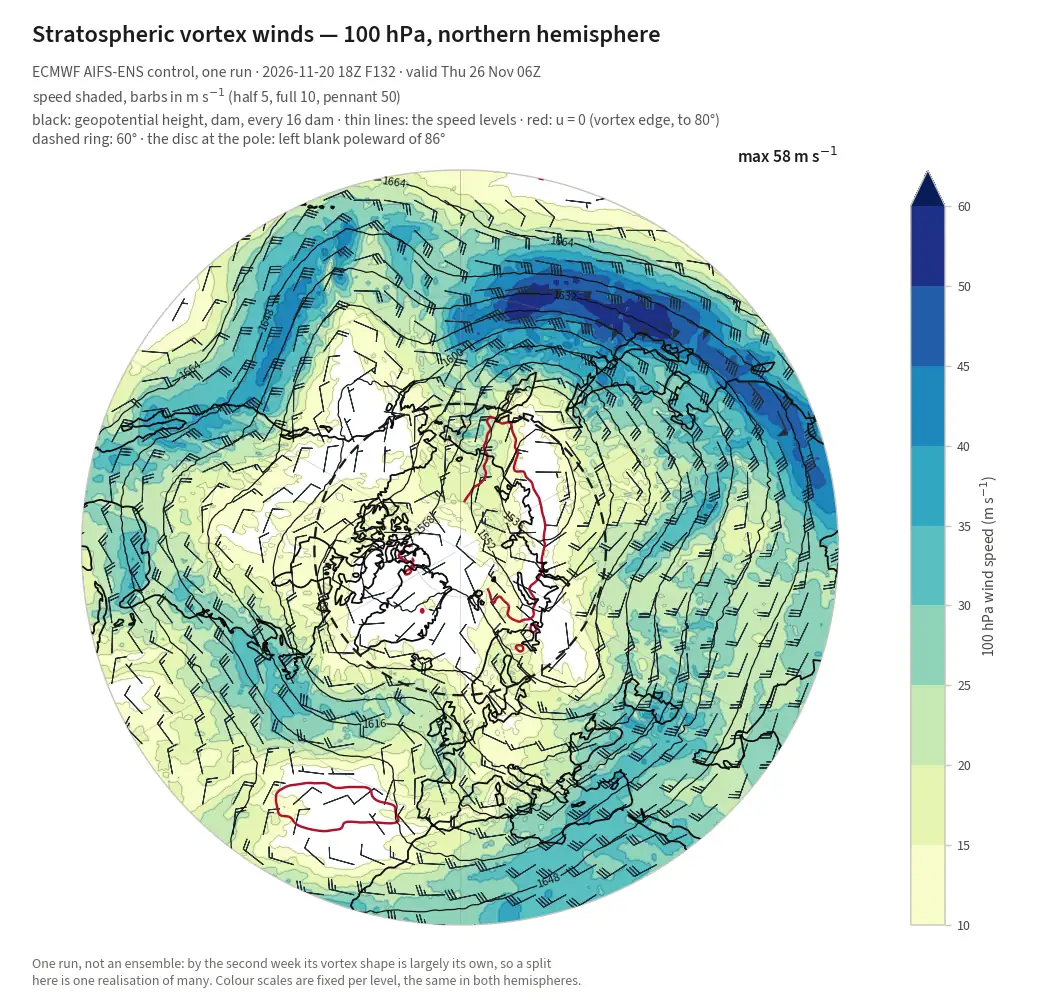 Stratospheric vortex winds — 100 hPa, northern hemisphere
ECMWF AIFS-ENS control, one run · 2026-11-20 18Z F132 · valid Thu 26 Nov 06Z
speed shaded, barbs in m s⁻¹ (half 5, full 10, pennant 50)
black: geopotential height, dam, every 16 dam · thin lines: the speed levels · red: u = 0 (vortex edge, to 80°)
dashed ring: 60° · the disc at the pole: left blank poleward of 86°
max 58 m s⁻¹
1664
1664
1632
1648
1600
1664
1568
1552
1616
1648
60
50
45
40
35
30
25
20
15
10
100 hPa wind speed (m s⁻¹)
One run, not an ensemble: by the second week its vortex shape is largely its own, so a split
here is one realisation of many. Colour scales are fixed per level, the same in both hemispheres.